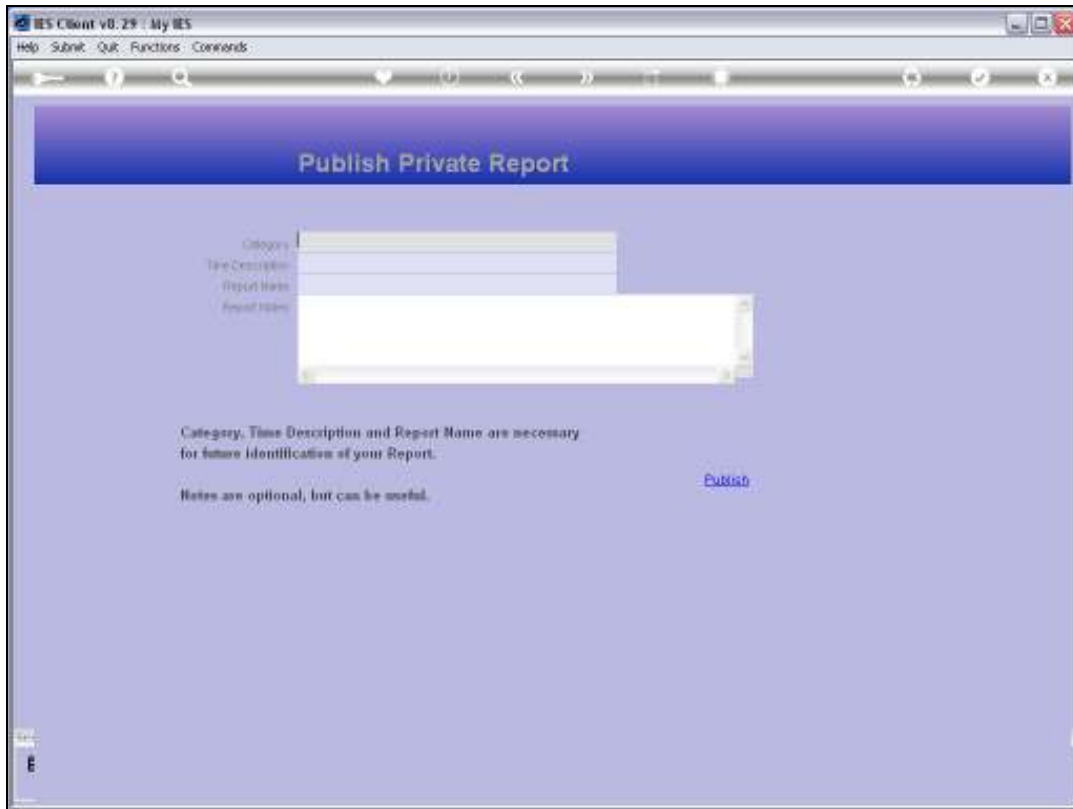 IES Client v8.29 : My IES
Help Submit Quit Functions Commands
Publish Private Report
Category
Time Description
Report Name
Report Notes
Category, Time Description and Report Name are necessary
for future identification of your Report.
Publish
Notes are optional, but can be useful.